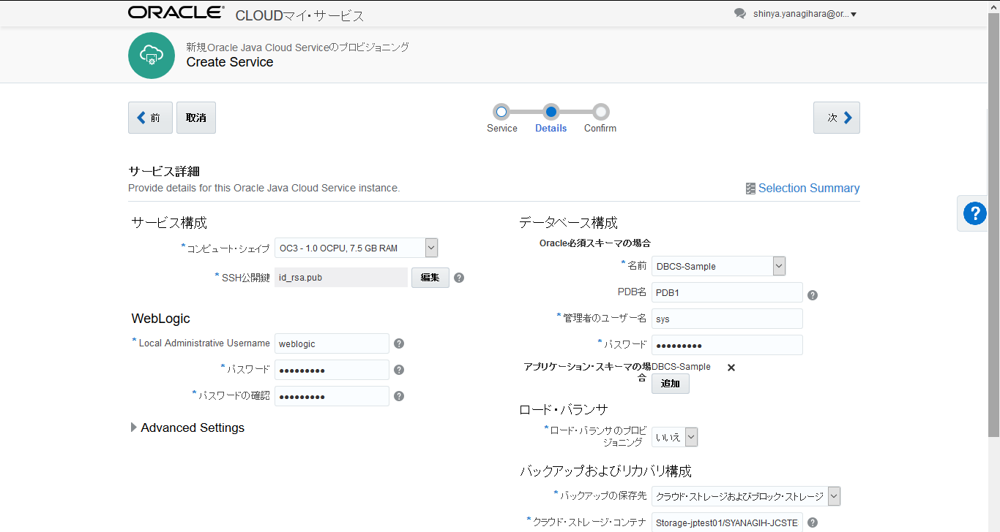 ORACLE® CLOUDマイ・サービス
shinya.yanagihara@or...
新規Oracle Java Cloud Serviceのプロビジョニング
Create Service
前
取消
Service
Details
Confirm
次
サービス詳細
Provide details for this Oracle Java Cloud Service instance.
Selection Summary
?
サービス構成
*コンピュート・シェイプ OC3 - 1.0 OCPU, 7.5 GB RAM
*SSH公開鍵 id_rsa.pub 編集 ?
WebLogic
*Local Administrative Username weblogic ?
*パスワード ●●●●●●●●● ?
*パスワードの確認 ●●●●●●●●● ?
Advanced Settings
データベース構成
Oracle必須スキーマの場合
*名前 DBCS-Sample
PDB名 PDB1 ?
*管理者のユーザー名 sys
*パスワード ●●●●●●●●●
アプリケーション・スキーマの場 DBCS-Sample ×
合 追加
ロード・バランサ
*ロード・バランサのプロビ
ジョニング いいえ
バックアップおよびリカバリ構成
*バックアップの保存先 クラウド・ストレージおよびブロック・ストレージ
*クラウド・ストレージ・コンテナ Storage-jptest01/SYANAGIH-JCSTE ?